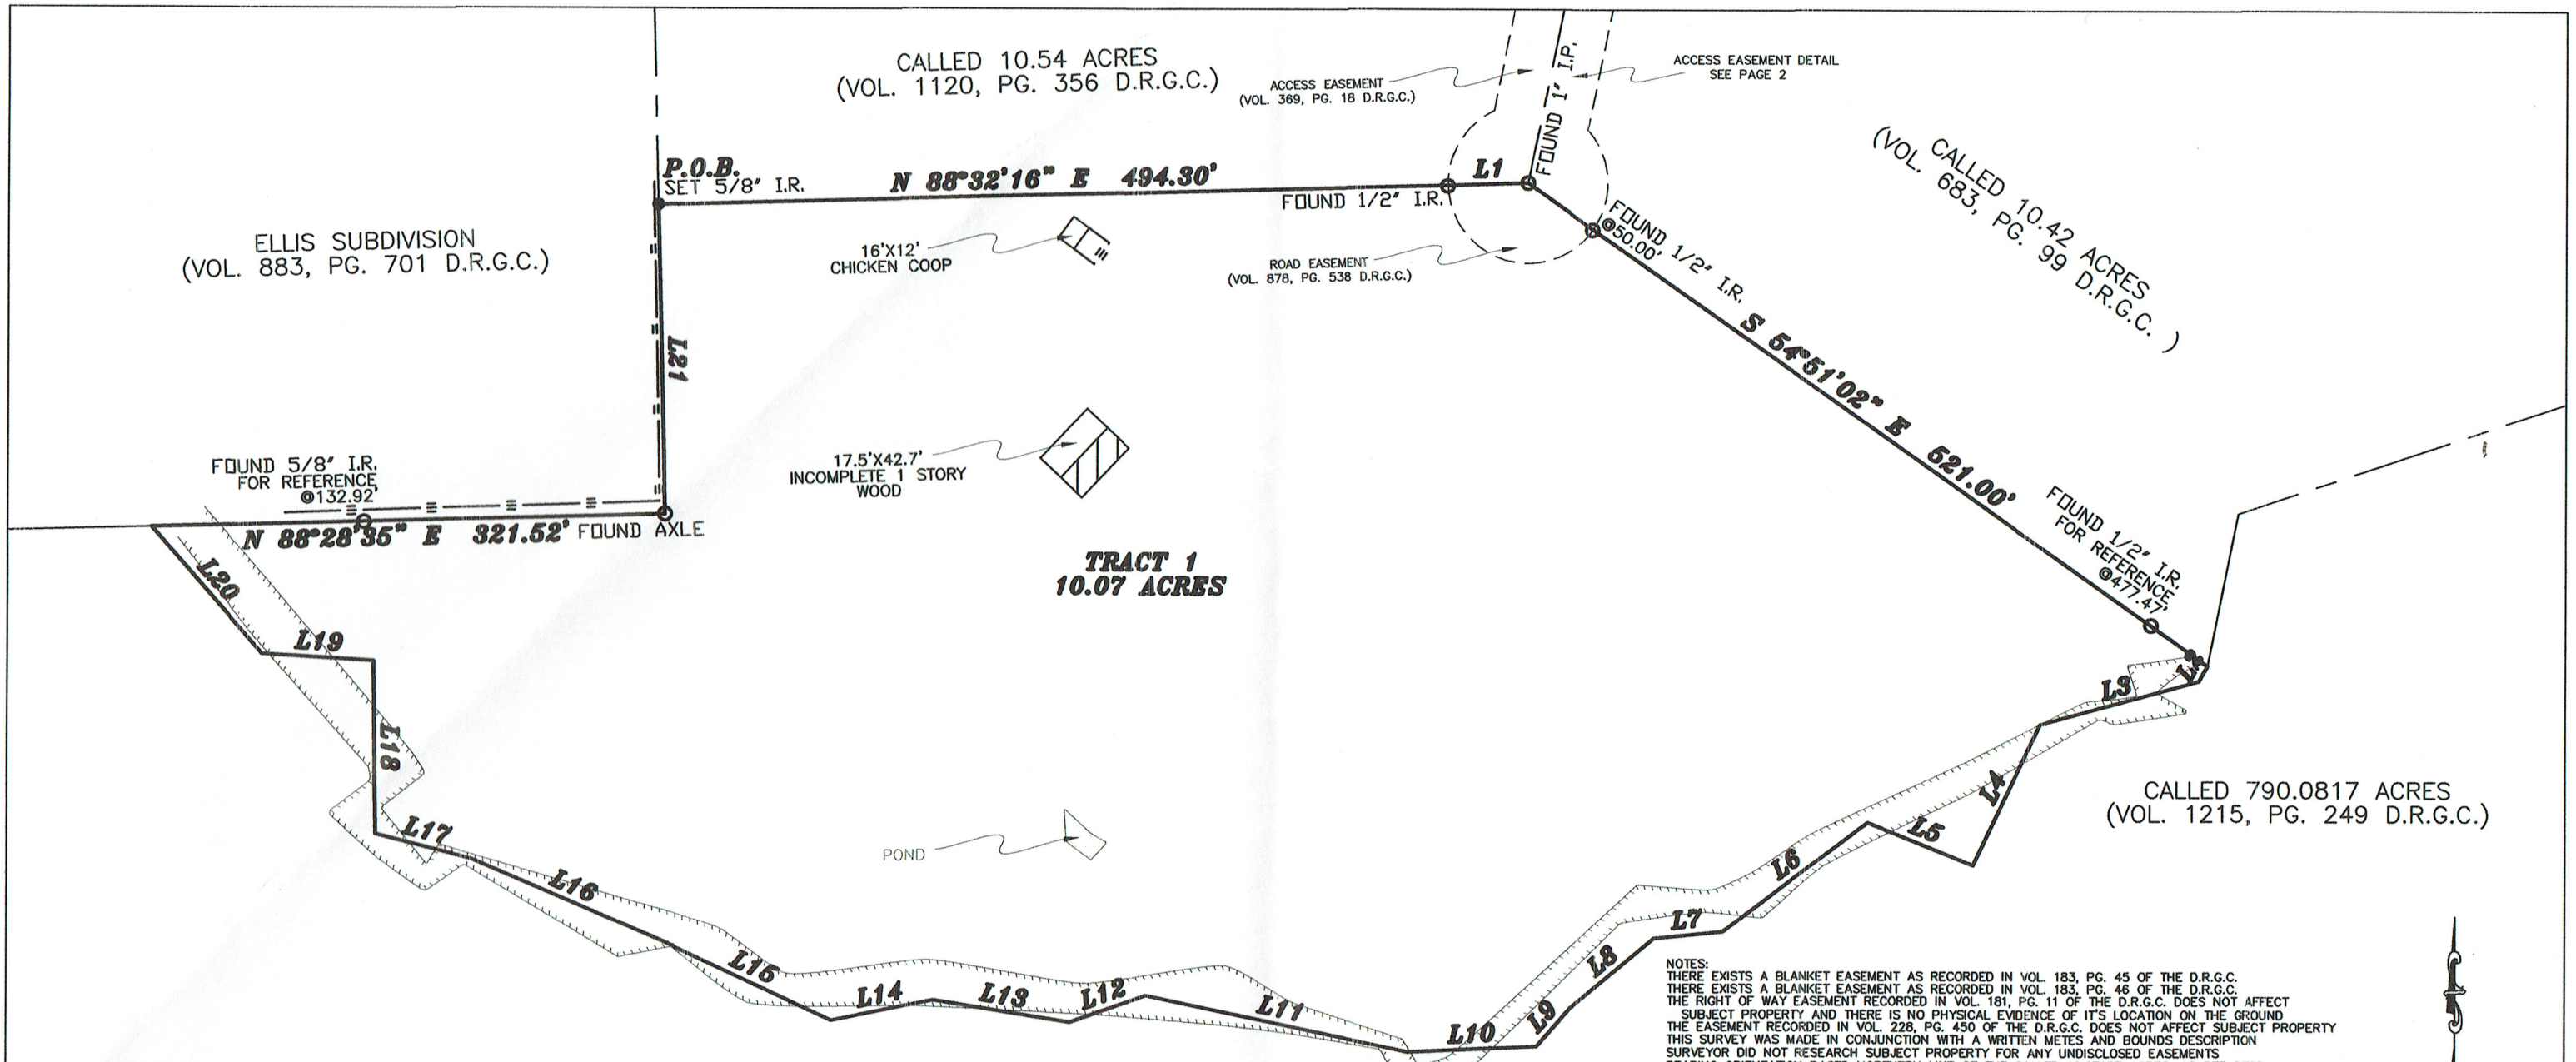 CALLED 10.54 ACRES
(VOL. 1120, PG. 356 D.R.G.C.)
ACCESS EASEMENT
(VOL. 369, PG. 18 D.R.G.C.)
FOUND 1" I.P.
ACCESS EASEMENT DETAIL
SEE PAGE 2
CALLED 10.42 ACRES
(VOL. 683, PG. 99 D.R.G.C. )
P.O.B.
SET 5/8" I.R.
N 88°32'16" E 494.30'
FOUND 1/2" I.R.
L1
FOUND 1/2" I.R.
@50.00'
ELLIS SUBDIVISION
(VOL. 883, PG. 701 D.R.G.C.)
16'X12'
CHICKEN COOP
ROAD EASEMENT
(VOL. 878, PG. 538 D.R.G.C.)
S 54°51'02" E 521.00'
L21
17.5'X42.7'
INCOMPLETE 1 STORY
WOOD
FOUND 5/8" I.R.
FOR REFERENCE
@132.92'
N 88°28'35" E 321.52'
FOUND AXLE
FOUND 1/2" I.R.
FOR REFERENCE
@477.47'
TRACT 1
10.07 ACRES
L20
L19
L18
L17
L16
L15
L14
L13
L12
L11
L10
L9
L8
L7
L6
L5
L4
L3
L2
POND
CALLED 790.0817 ACRES
(VOL. 1215, PG. 249 D.R.G.C.)
NOTES:
THERE EXISTS A BLANKET EASEMENT AS RECORDED IN VOL. 183, PG. 45 OF THE D.R.G.C.
THERE EXISTS A BLANKET EASEMENT AS RECORDED IN VOL. 183, PG. 46 OF THE D.R.G.C.
THE RIGHT OF WAY EASEMENT RECORDED IN VOL. 181, PG. 11 OF THE D.R.G.C. DOES NOT AFFECT
SUBJECT PROPERTY AND THERE IS NO PHYSICAL EVIDENCE OF IT'S LOCATION ON THE GROUND
THE EASEMENT RECORDED IN VOL. 228, PG. 450 OF THE D.R.G.C. DOES NOT AFFECT SUBJECT PROPERTY
THIS SURVEY WAS MADE IN CONJUNCTION WITH A WRITTEN METES AND BOUNDS DESCRIPTION
SURVEYOR DID NOT RESEARCH SUBJECT PROPERTY FOR ANY UNDISCLOSED EASEMENTS